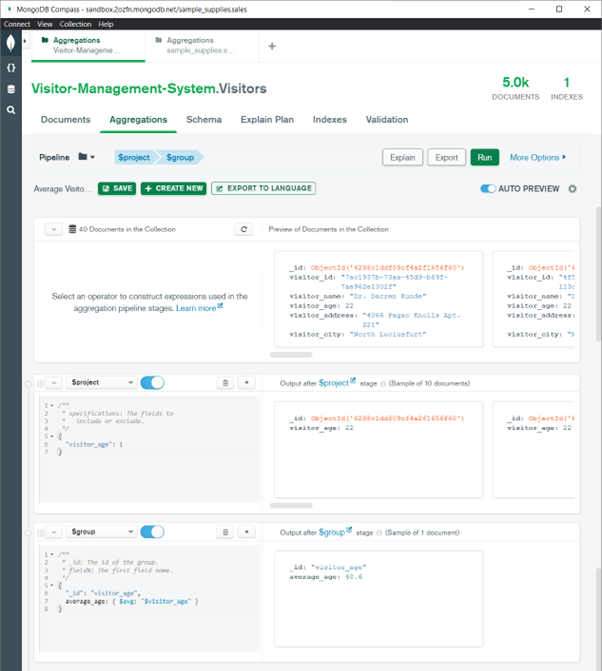 MongoDB Compass - sandbox.2ozfn.mongodb.net/sample_supplies.sales
Connect View Collection Help
Aggregations
Visitor-Manageme...
Aggregations
sample_supplies.s...
Visitor-Management-System.Visitors
5.0k
DOCUMENTS
1
INDEXES
Documents Aggregations Schema Explain Plan Indexes Validation
Pipeline $project $group Explain Export Run More Options
Average Visito... SAVE + CREATE NEW EXPORT TO LANGUAGE AUTO PREVIEW
40 Documents in the Collection Preview of Documents in the Collection
Select an operator to construct expressions used in the
aggregation pipeline stages. Learn more
_id: ObjectId('6288c1ddf09cf4a2f1656f60')
visitor_id: "7ac1937b-73aa-45d9-b89f-
7ae962e1302f"
visitor_name: "Dr. Darren Kunde"
visitor_age: 22
visitor_address: "4066 Pagac Knolls Apt.
221"
visitor_city: "North Luciusfurt"
_id: ObjectId('6
visitor_id: "4f5
113c
visitor_name: "D
visitor_age: 22
visitor_address:
visitor_city: "N
$project
Output after $project stage (Sample of 10 documents)
1 /**
2 * specifications: The fields to
3 * include or exclude.
4 */
5 {
6 "visitor_age": 1
7 }
_id: ObjectId('6288c1ddf09cf4a2f1656f60')
visitor_age: 22
_id: ObjectId('6
visitor_age: 22
$group
Output after $group stage (Sample of 1 document)
1 /**
2 * _id: The id of the group.
3 * fieldN: The first field name.
4 */
5 {
6 "_id": "visitor_age",
7 average_age: { $avg: "$visitor_age" }
8 }
_id: "visitor_age"
average_age: 40.6